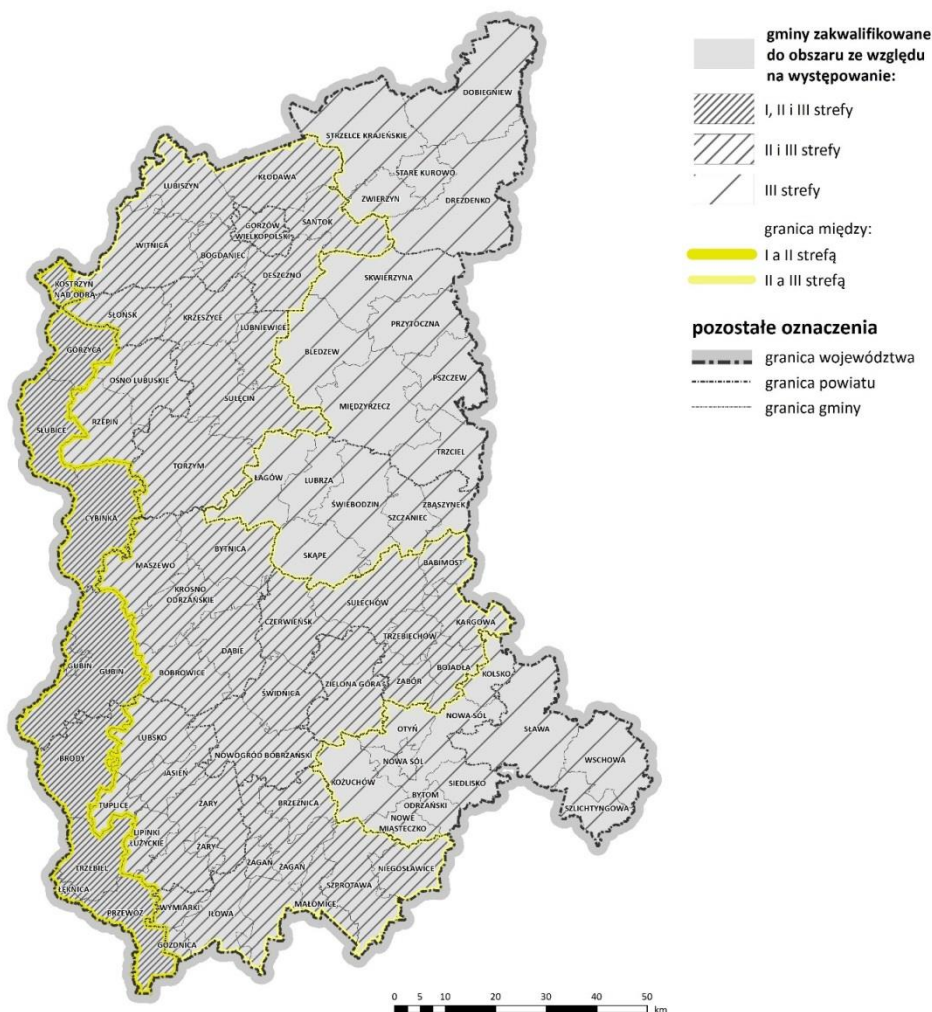 gminy zakwalifikowane
do obszaru ze względu
na występowanie:
I, II i III strefy
II i III strefy
III strefy
granica między:
I a II strefą
II a III strefą
pozostałe oznaczenia
granica województwa
granica powiatu
granica gminy
DOBIEGNIEW
STRZELCE KRAJEŃSKIE
STARE KUROWO
ZWIERZYN
DREZDENKO
KŁODAWA
LUBISZYN
SANTOK
GORZÓW
WIELKOPOLSKI
WITNICA
BOGDANIEC
DESZCZNO
SKWIERZYNA
KOSTRZYN
NAD ODRĄ
SŁOŃSK
KRZESZYCE
LUBNIEWICE
PRZYTOCZNA
GÓRZYCA
BLEDZEW
PSZCZEW
OŚNO LUBUSKIE
SULĘCIN
MIĘDZYRZECZ
SŁUBICE
RZEPIN
TRZCIEL
TORZYM
ŁAGÓW
LUBRZA
ŚWIEBODZIN
ZBĄSZYNEK
SZCZANIEC
CYBINKA
BYTNICA
SKĄPE
BABIMOST
MASZEWO
KROSNO
ODRZAŃSKIE
SULECHÓW
CZERWIEŃSK
KARGOWA
TRZEBIECHÓW
DĄBIE
BOJADŁA
GUBIN
GUBIN
BOBROWICE
ZIELONA GÓRA
ZABÓR
KOLSKO
ŚWIDNICA
NOWA SÓL
OTYŃ
SŁAWA
LUBSKO
NOWOGRÓD BOBRZAŃSKI
BRODY
NOWA SÓL
WSCHOWA
JASIEŃ
KOŻUCHÓW
SIEDLISKO
BYTOM
ODRZAŃSKI
TUPLICE
ŻARY
BRZEŹNICA
NOWE
MIASTECZKO
SZLICHTYNGOWA
LIPINKI
ŁUŻYCKIE
ŻARY
ŻAGAŃ
ŻAGAŃ
NIEGOSŁAWICE
TRZEBIEL
ŁĘKNICA
SZPROTAWA
MAŁOMICE
PRZEWÓZ
WYMIARKI
IŁOWA
GOZDNICA
0 5 10 20 30 40 50
km